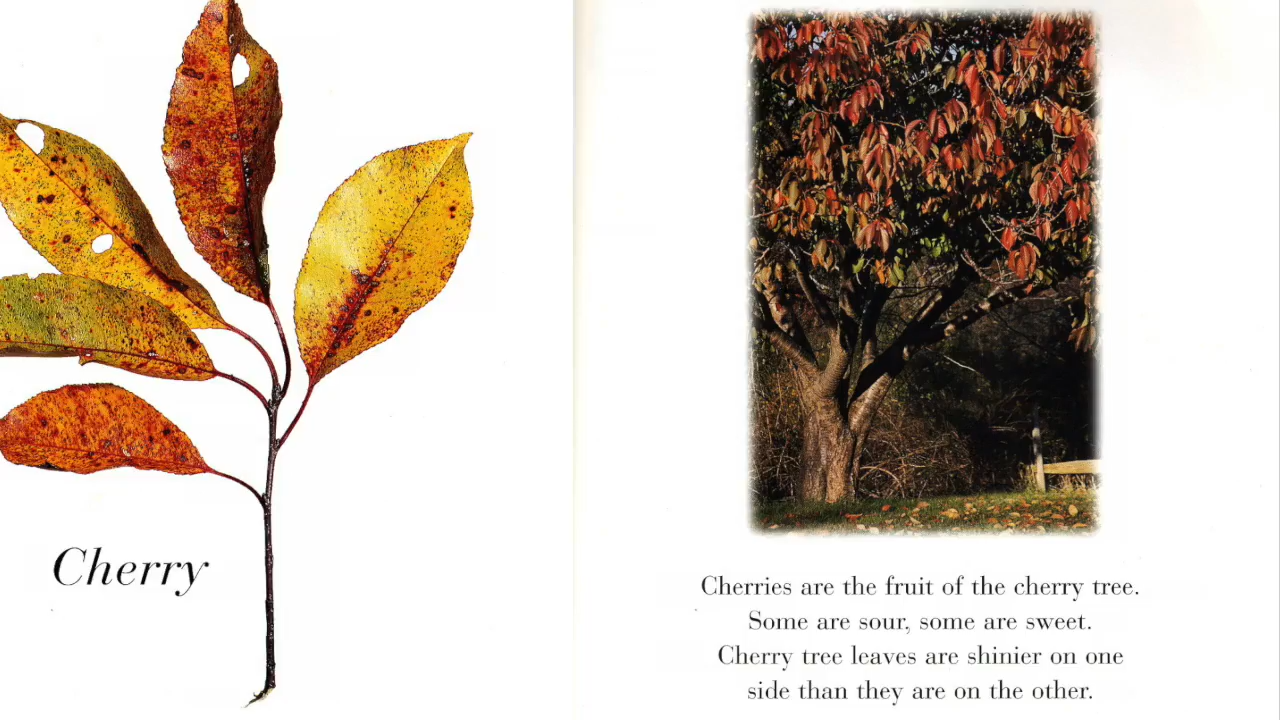 Cherry
Cherries are the fruit of the cherry tree.
Some are sour, some are sweet.
Cherry tree leaves are shinier on one
side than they are on the other.